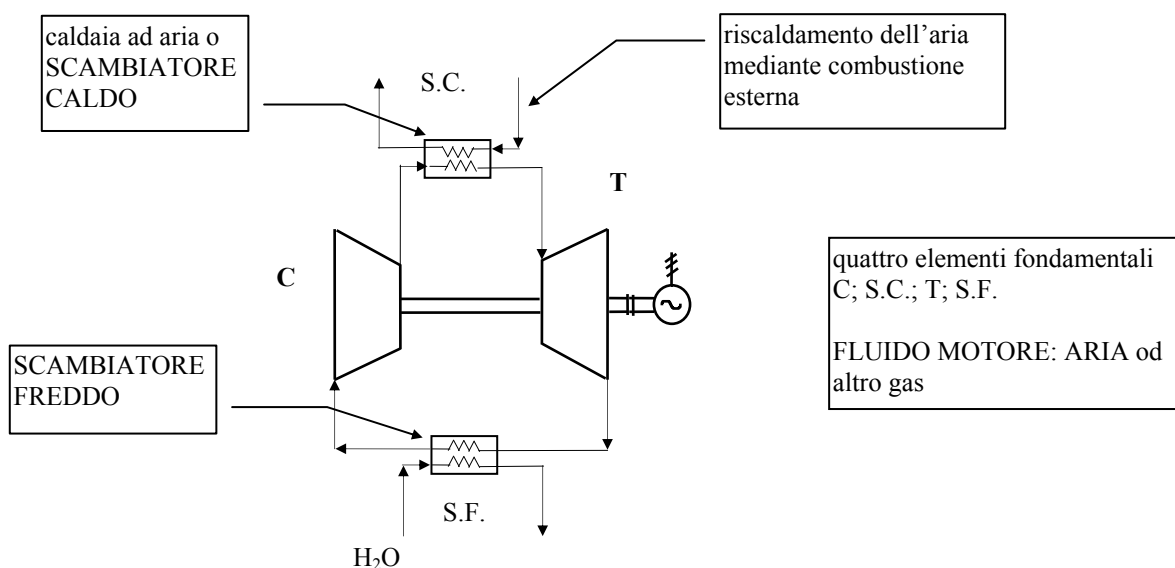 caldaia ad aria o
SCAMBIATORE
CALDO
S.C.
riscaldamento dell'aria
mediante combustione
esterna
T
C
quattro elementi fondamentali
C; S.C.; T; S.F.
FLUIDO MOTORE: ARIA od
altro gas
SCAMBIATORE
FREDDO
S.F.
H₂O